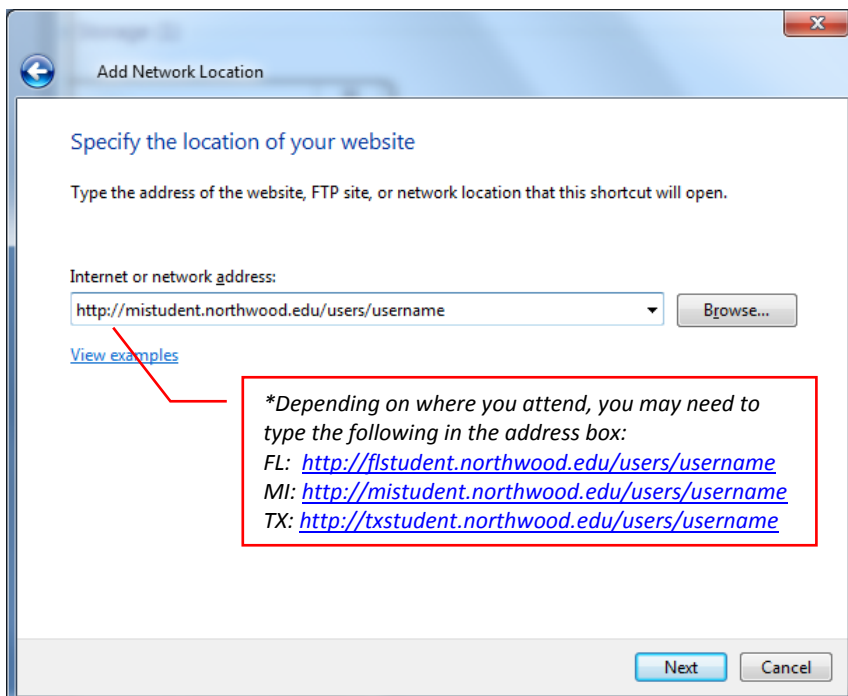 Storage (1)
x
Add Network Location
Specify the location of your website
Type the address of the website, FTP site, or network location that this shortcut will open.
Internet or network address:
http://mistudent.northwood.edu/users/username
Browse...
View examples
*Depending on where you attend, you may need to
type the following in the address box:
FL: http://flstudent.northwood.edu/users/username
MI: http://mistudent.northwood.edu/users/username
TX: http://txstudent.northwood.edu/users/username
Next
Cancel